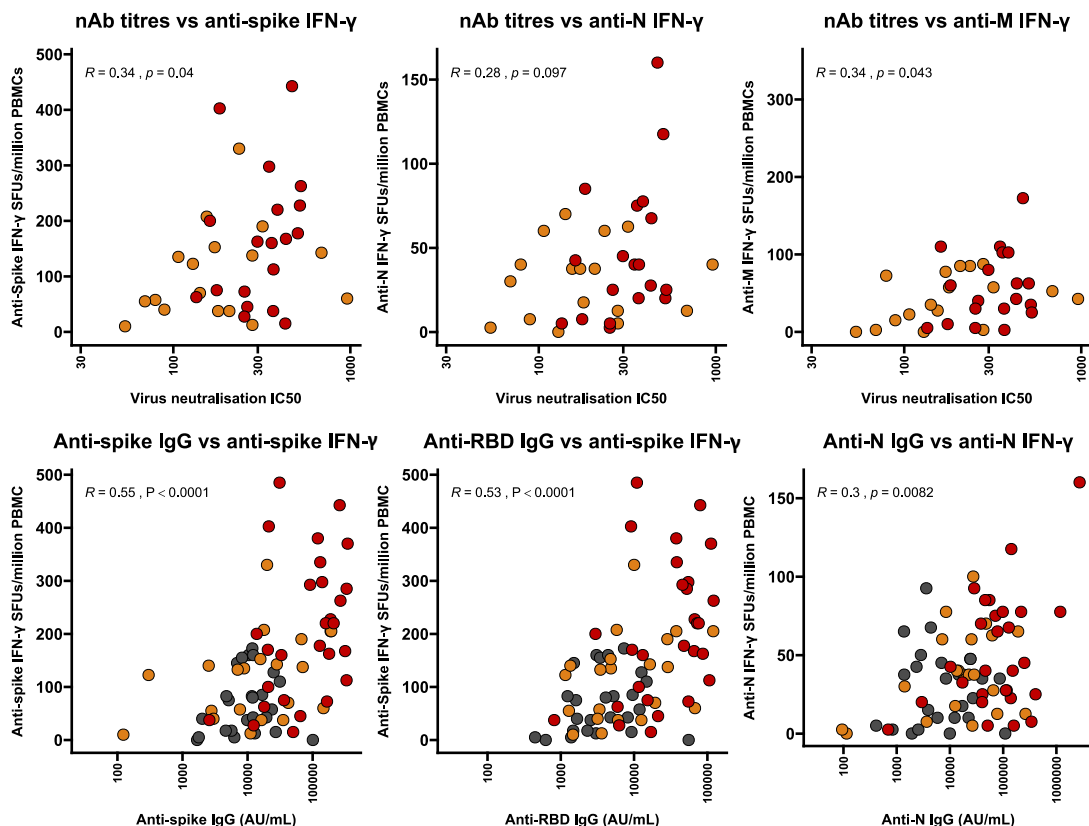 nAb titres vs anti-spike IFN-γ
Anti-Spike IFN-γ SFUs/million PBMCs
500
400
300
200
100
0
R = 0.34 , p = 0.04
30
100
300
1000
Virus neutralisation IC50
nAb titres vs anti-N IFN-γ
Anti-N IFN-γ SFUs/million PBMCs
150
100
50
0
R = 0.28 , p = 0.097
30
100
300
1000
Virus neutralisation IC50
nAb titres vs anti-M IFN-γ
Anti-M IFN-γ SFUs/million PBMCs
300
200
100
0
R = 0.34 , p = 0.043
30
100
300
1000
Virus neutralisation IC50
Anti-spike IgG vs anti-spike IFN-γ
Anti-Spike IFN-γ SFUs/million PBMC
500
400
300
200
100
0
R = 0.55 , P < 0.0001
100
1000
10000
100000
Anti-spike IgG (AU/mL)
Anti-RBD IgG vs anti-spike IFN-γ
Anti-Spike IFN-γ SFUs/million PBMC
500
400
300
200
100
0
R = 0.53 , P < 0.0001
100
1000
10000
100000
Anti-RBD IgG (AU/mL)
Anti-N IgG vs anti-N IFN-γ
Anti-N IFN-γ SFUs/million PBMC
150
100
50
0
R = 0.3 , p = 0.0082
100
1000
10000
100000
1000000
Anti-N IgG (AU/mL)